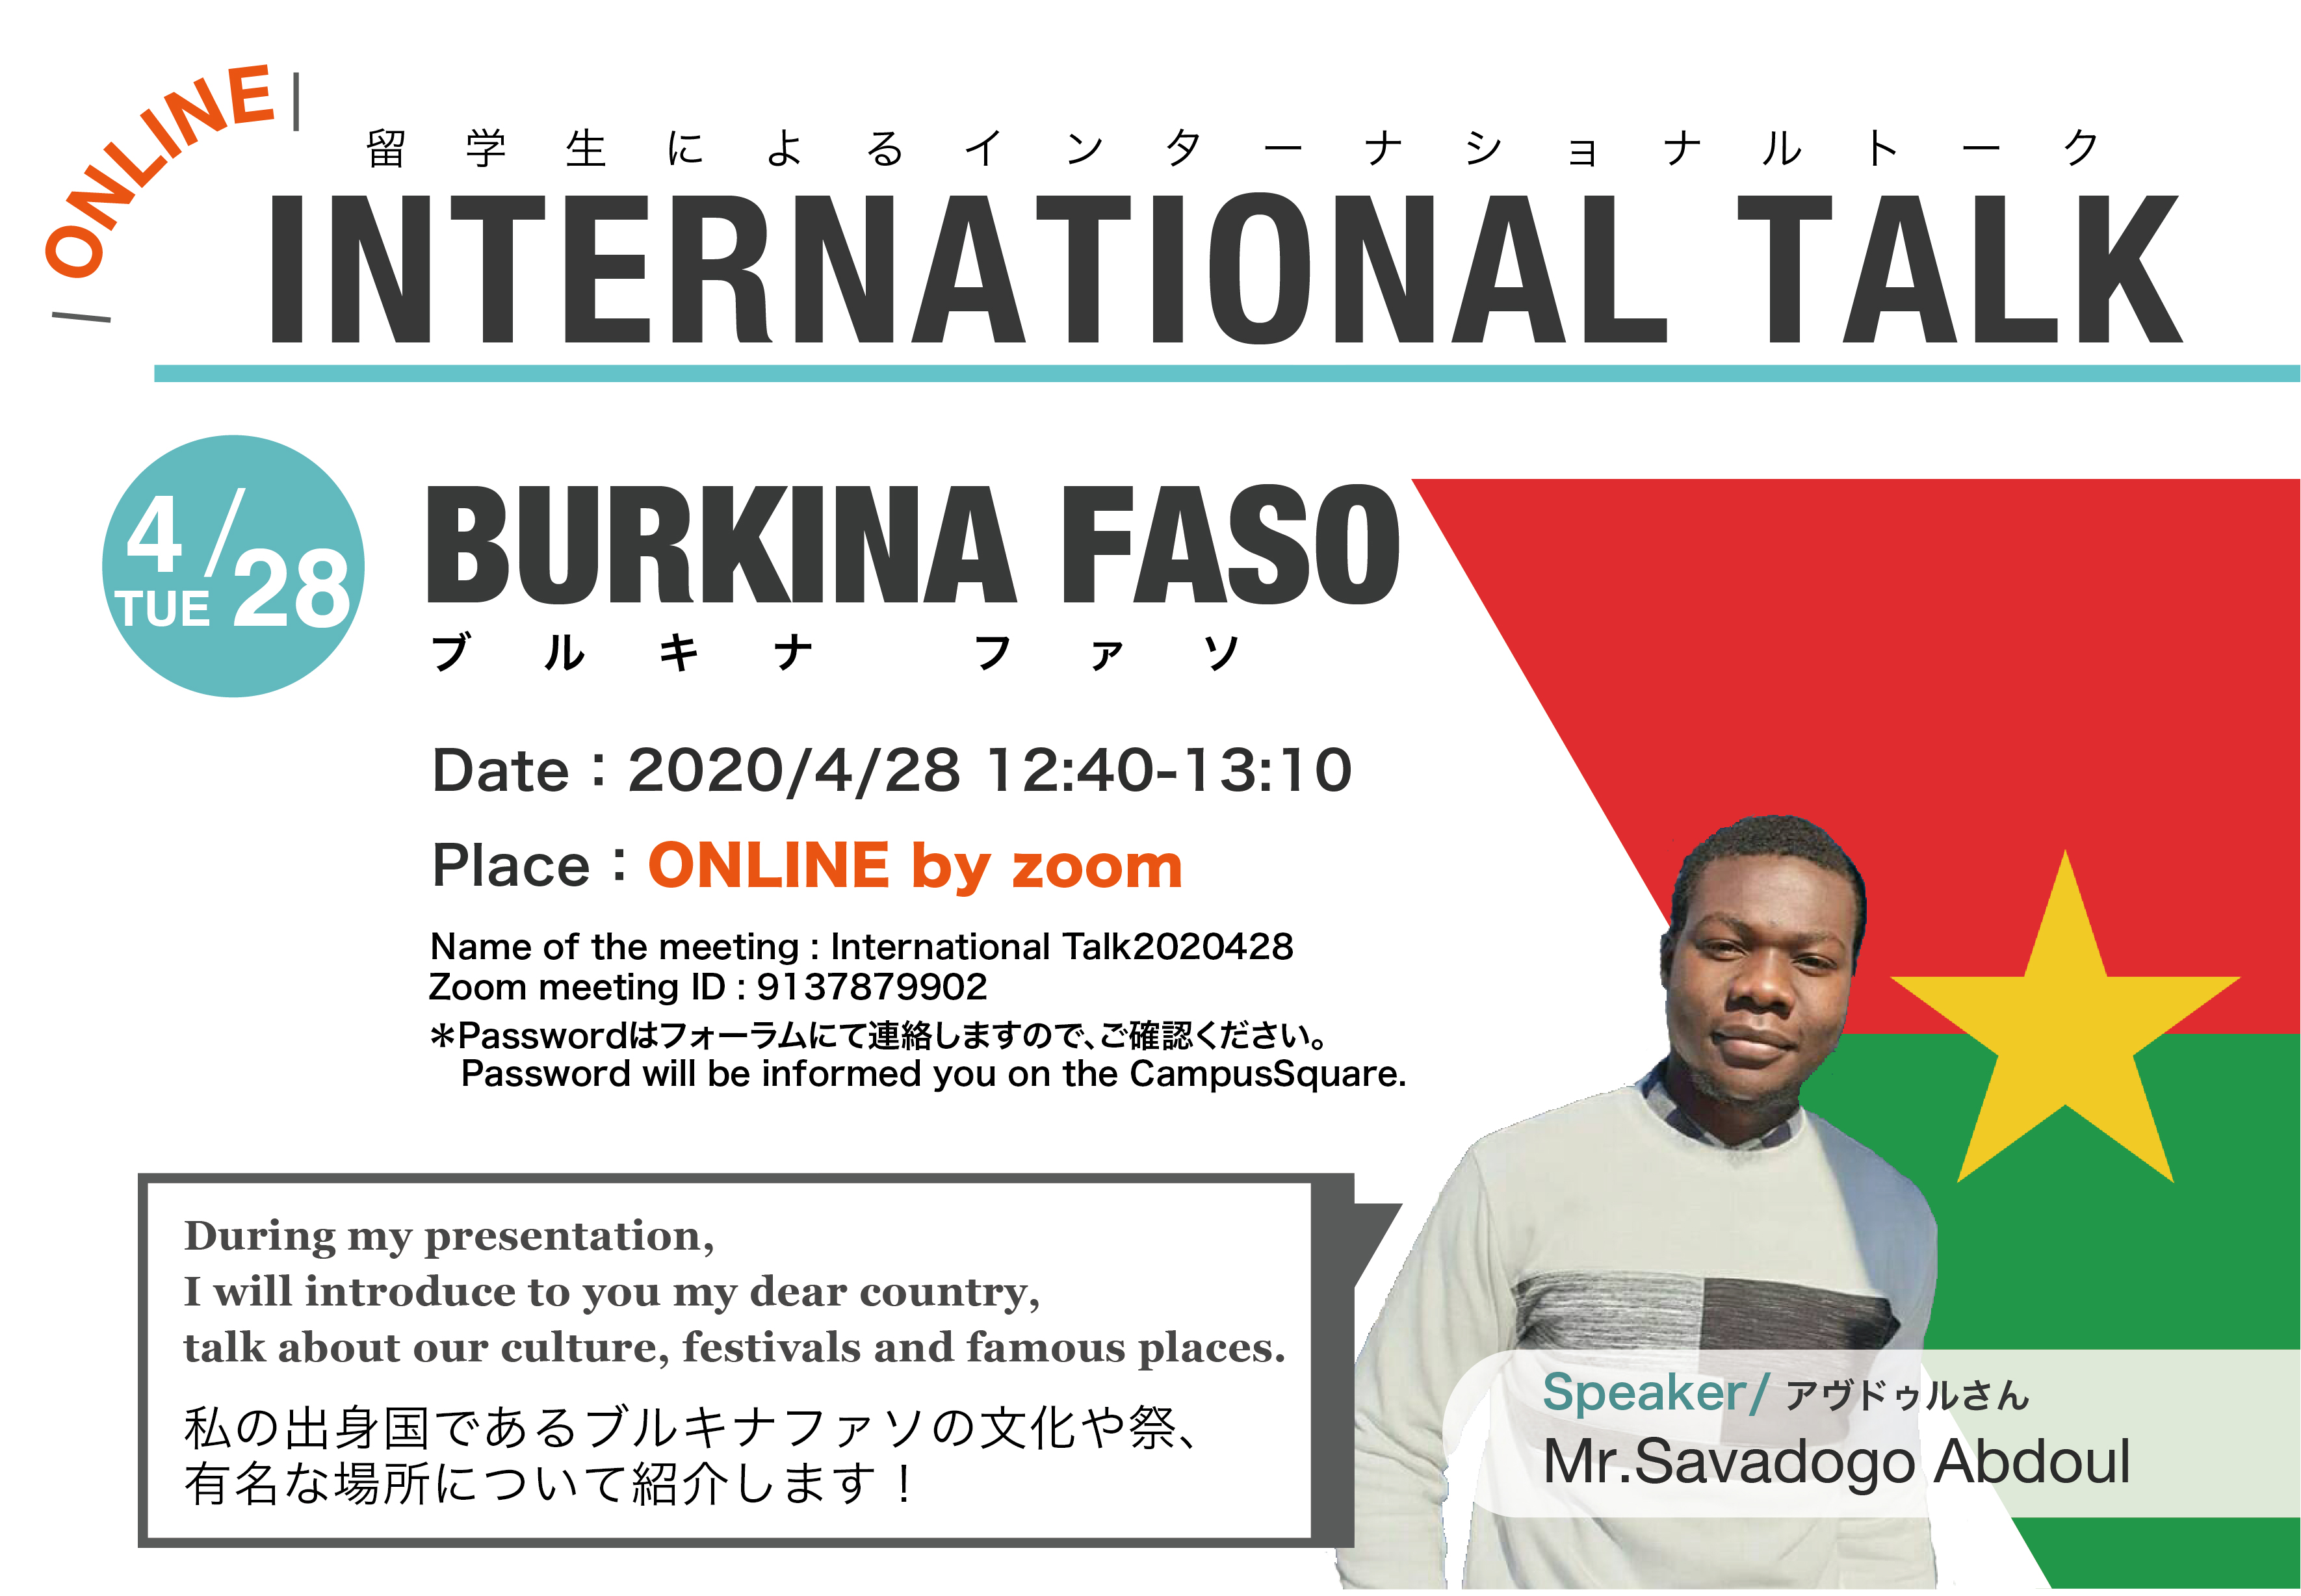 ONLINE
留学生によるインターナショナルトーク
INTERNATIONAL TALK
4/28
TUE
BURKINA FASO
ブルキナ ファソ
Date：2020/4/28 12:40-13:10
Place：ONLINE by zoom
Name of the meeting : International Talk2020428
Zoom meeting ID : 9137879902
＊Passwordはフォーラムにて連絡しますので、ご確認ください。
Password will be informed you on the CampusSquare.
During my presentation,
I will introduce to you my dear country,
talk about our culture, festivals and famous places.
私の出身国であるブルキナファソの文化や祭、
有名な場所について紹介します！
Speaker/ アヴドゥルさん
Mr.Savadogo Abdoul